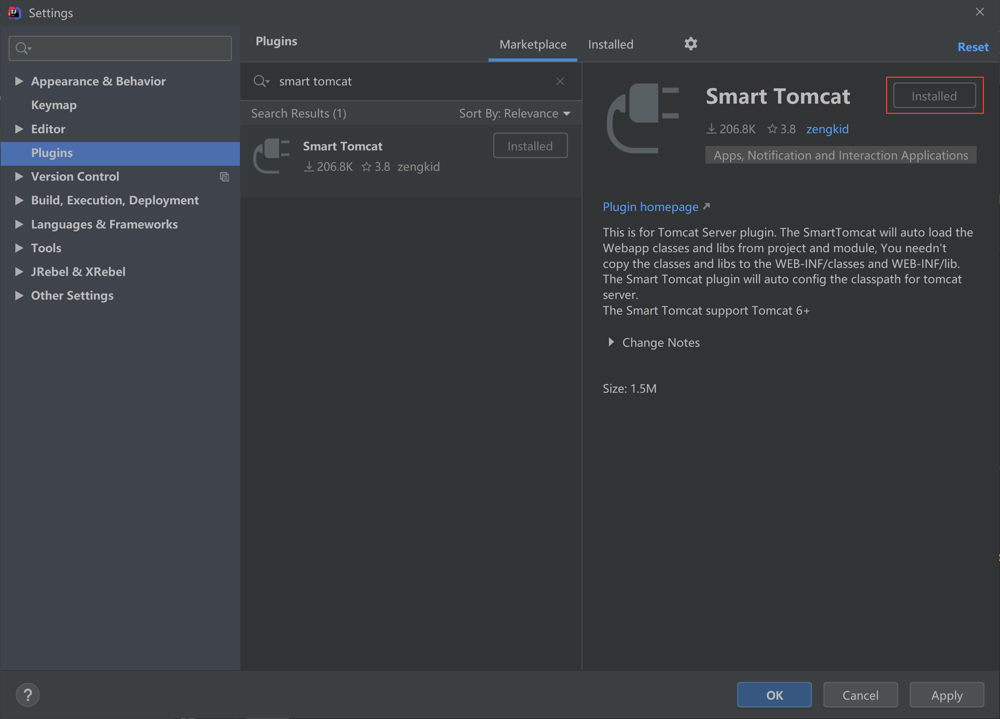 IJ
Settings
Appearance & Behavior
Keymap
Editor
Plugins
Version Control
Build, Execution, Deployment
Languages & Frameworks
Tools
JRebel & XRebel
Other Settings
Plugins
Marketplace
Installed
Reset
smart tomcat
Search Results (1)
Sort By: Relevance
Smart Tomcat
Installed
206.8K 3.8 zengkid
Smart Tomcat
Installed
206.8K 3.8 zengkid
Apps, Notification and Interaction Applications
Plugin homepage
This is for Tomcat Server plugin. The SmartTomcat will auto load the
Webapp classes and libs from project and module, You needn't
copy the classes and libs to the WEB-INF/classes and WEB-INF/lib.
The Smart Tomcat plugin will auto config the classpath for tomcat
server.
The Smart Tomcat support Tomcat 6+
Change Notes
Size: 1.5M
?
OK
Cancel
Apply